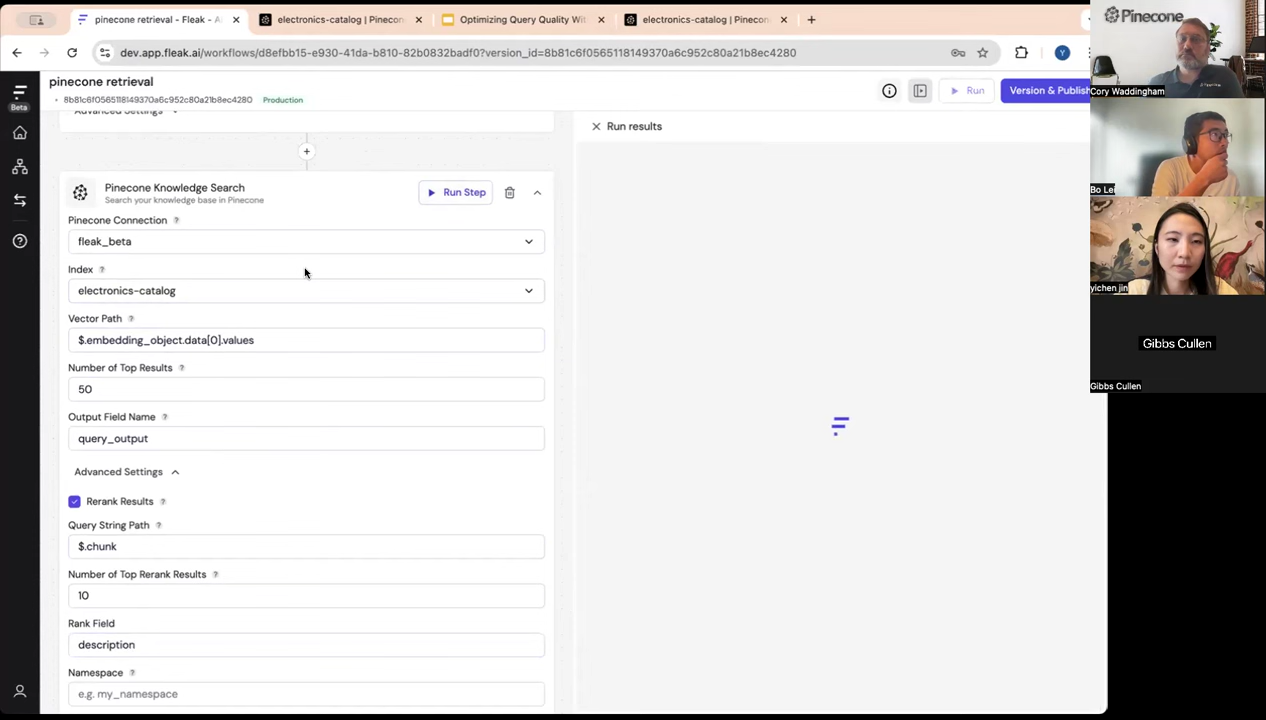 pinecone retrieval - Fleak - A
electronics-catalog | Pinecon
Optimizing Query Quality Wit
electronics-catalog | Pinecon
dev.app.fleak.ai/workflows/d8efbb15-e930-41da-b810-82b0832badf0?version_id=8b81c6f0565118149370a6c952c80a21b8ec4280
Y
Beta
pinecone retrieval
8b81c6f0565118149370a6c952c80a21b8ec4280
Production
Run
Version & Publish
Advanced Settings
Run results
Pinecone Knowledge Search
Search your knowledge base in Pinecone
Run Step
Pinecone Connection
fleak_beta
Index
electronics-catalog
Vector Path
$.embedding_object.data[0].values
Number of Top Results
50
Output Field Name
query_output
Advanced Settings
Rerank Results
Query String Path
$.chunk
Number of Top Rerank Results
10
Rank Field
description
Namespace
e.g. my_namespace
Pinecone
Cory Waddingham
Bo Lei
yichen jin
Gibbs Cullen
Gibbs Cullen